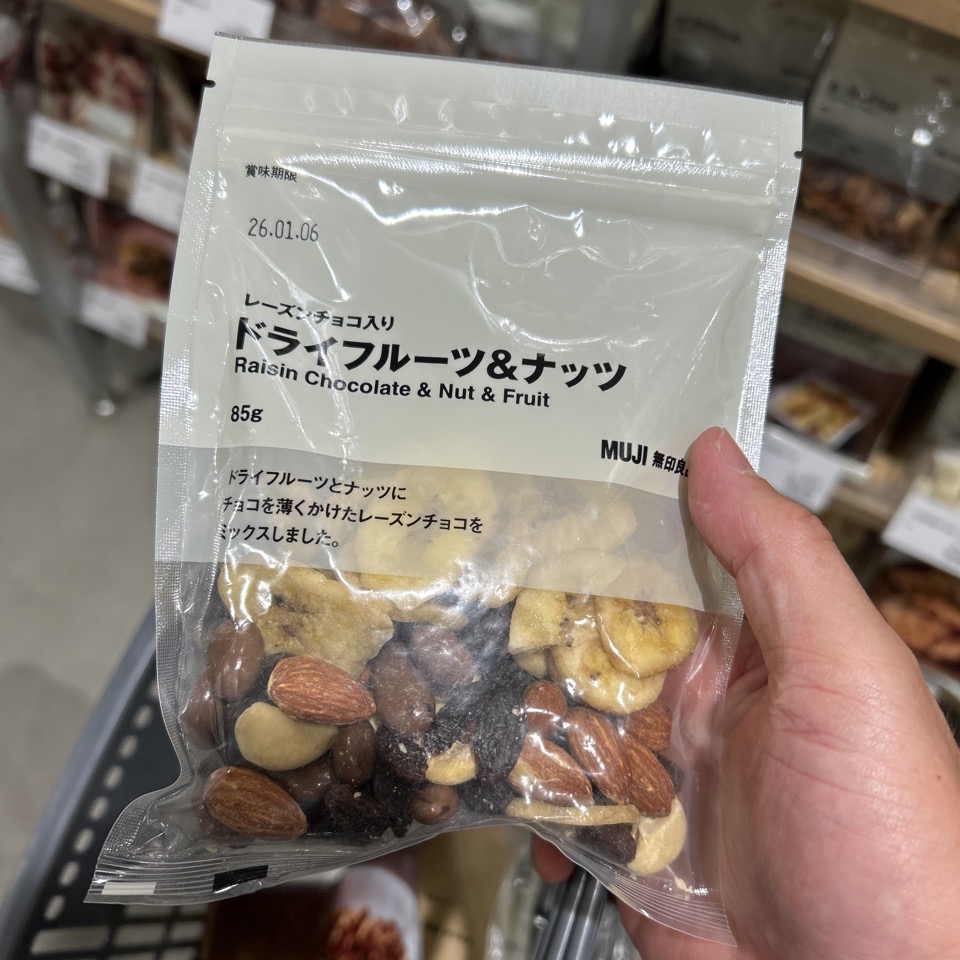 賞味期限
26.01.06
レーズンチョコ入り
ドライフルーツ&ナッツ
Raisin Chocolate & Nut & Fruit
85g
MUJI 無印良
ドライフルーツとナッツに
チョコを薄くかけたレーズンチョコを
ミックスしました。